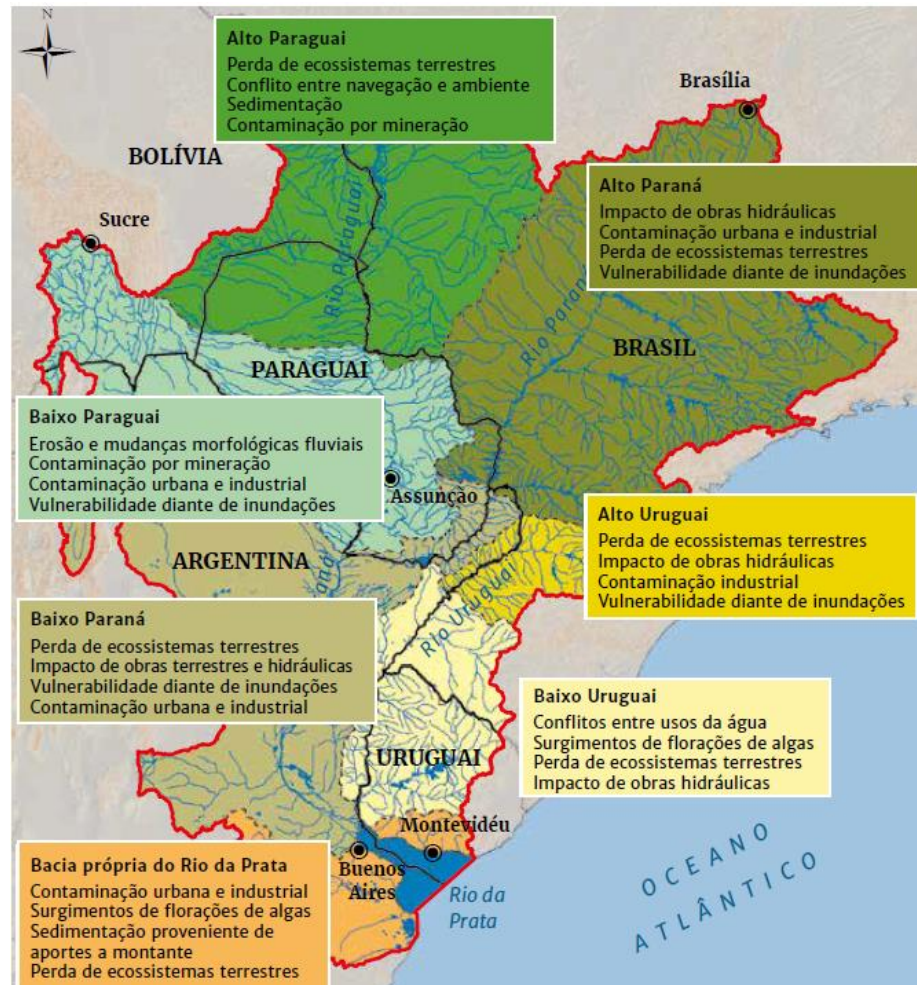 N
Alto Paraguai
Perda de ecossistemas terrestres
Conflito entre navegação e ambiente
Sedimentação
Contaminação por mineração
Brasília
BOLÍVIA
Sucre
Rio Paraguai
Alto Paraná
Impacto de obras hidráulicas
Contaminação urbana e industrial
Perda de ecossistemas terrestres
Vulnerabilidade diante de inundações
Rio Paraná
BRASIL
PARAGUAI
Baixo Paraguai
Erosão e mudanças morfológicas fluviais
Contaminação por mineração
Contaminação urbana e industrial
Vulnerabilidade diante de inundações
Assunção
Alto Uruguai
Perda de ecossistemas terrestres
Impacto de obras hidráulicas
Contaminação industrial
Vulnerabilidade diante de inundações
ARGENTINA
Rio Uruguai
Baixo Paraná
Perda de ecossistemas terrestres
Impacto de obras terrestres e hidráulicas
Vulnerabilidade diante de inundações
Contaminação urbana e industrial
Baixo Uruguai
Conflitos entre usos da água
Surgimentos de florações de algas
Perda de ecossistemas terrestres
Impacto de obras hidráulicas
URUGUAI
Montevidéu
Buenos
Aires
Rio da
Prata
OCEANO
ATLÂNTICO
Bacia própria do Rio da Prata
Contaminação urbana e industrial
Surgimentos de florações de algas
Sedimentação proveniente de
aportes a montante
Perda de ecossistemas terrestres